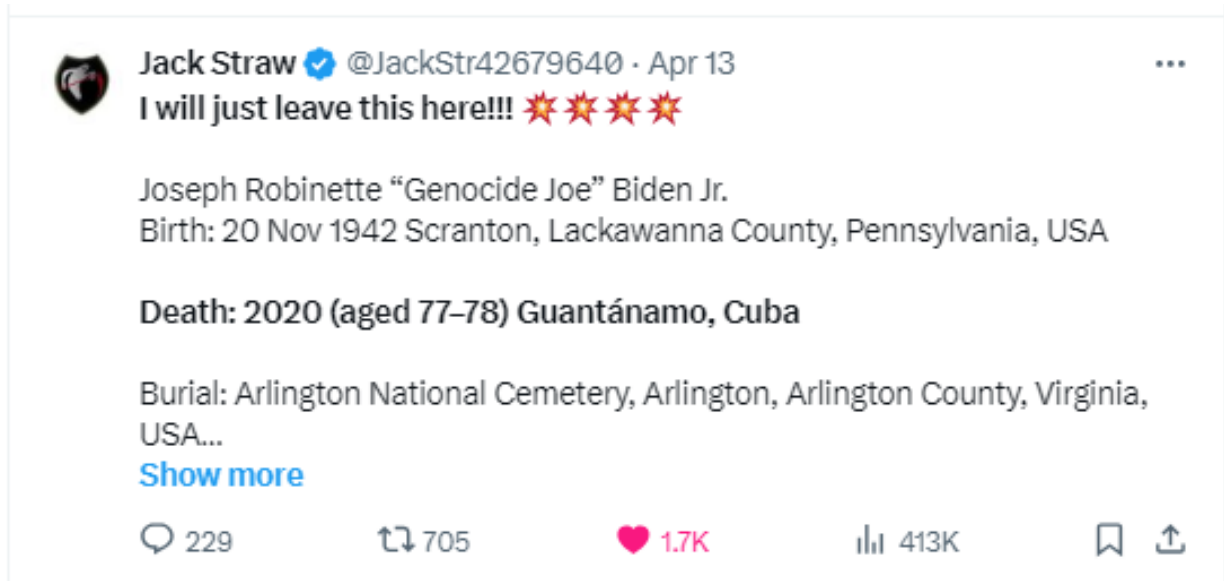 Jack Straw @JackStr42679640 · Apr 13
I will just leave this here!!! 💥💥💥💥
Joseph Robinette “Genocide Joe” Biden Jr.
Birth: 20 Nov 1942 Scranton, Lackawanna County, Pennsylvania, USA
Death: 2020 (aged 77–78) Guantánamo, Cuba
Burial: Arlington National Cemetery, Arlington, Arlington County, Virginia,
USA...
Show more
229 705 1.7K 413K